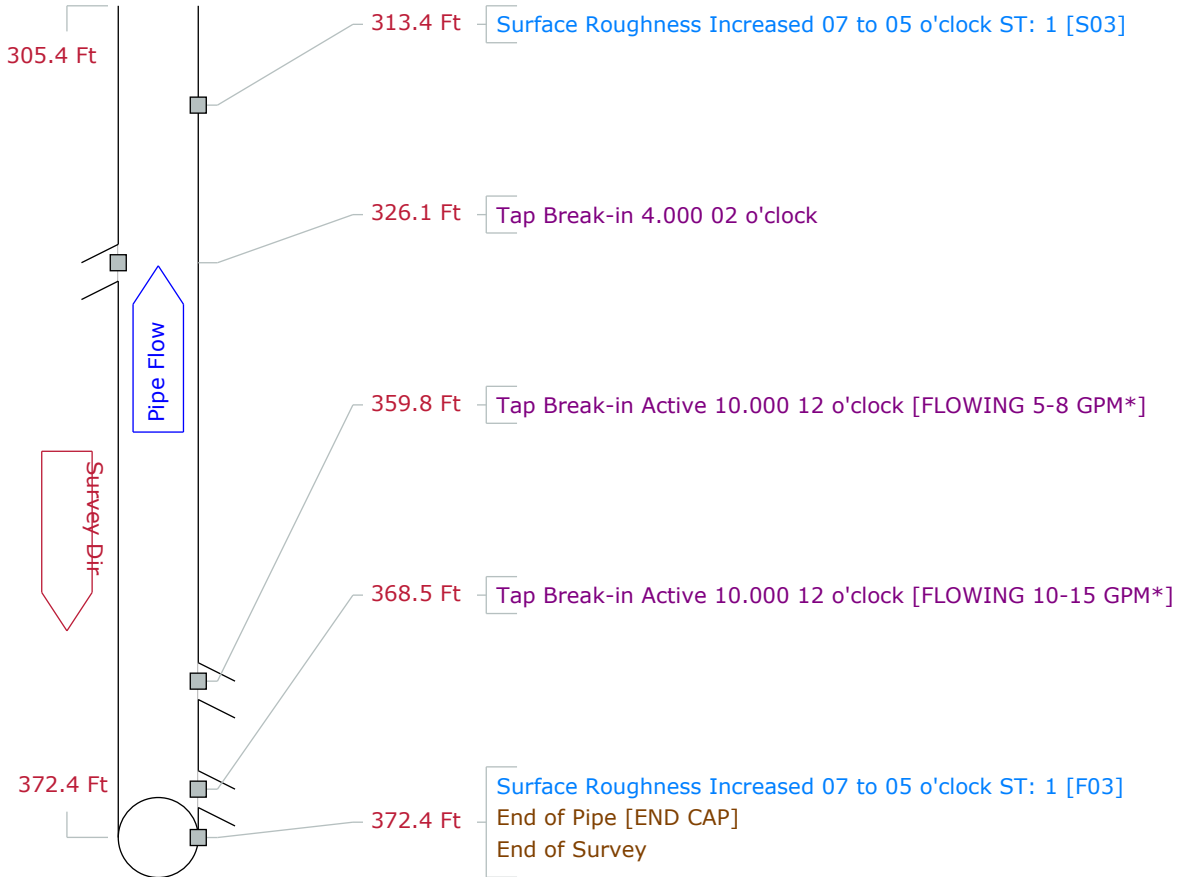 305.4 Ft
313.4 Ft Surface Roughness Increased 07 to 05 o'clock ST: 1 [S03]
326.1 Ft Tap Break-in 4.000 02 o'clock
Pipe Flow
359.8 Ft Tap Break-in Active 10.000 12 o'clock [FLOWING 5-8 GPM*]
Survey Dir
368.5 Ft Tap Break-in Active 10.000 12 o'clock [FLOWING 10-15 GPM*]
372.4 Ft
372.4 Ft
Surface Roughness Increased 07 to 05 o'clock ST: 1 [F03]
End of Pipe [END CAP]
End of Survey